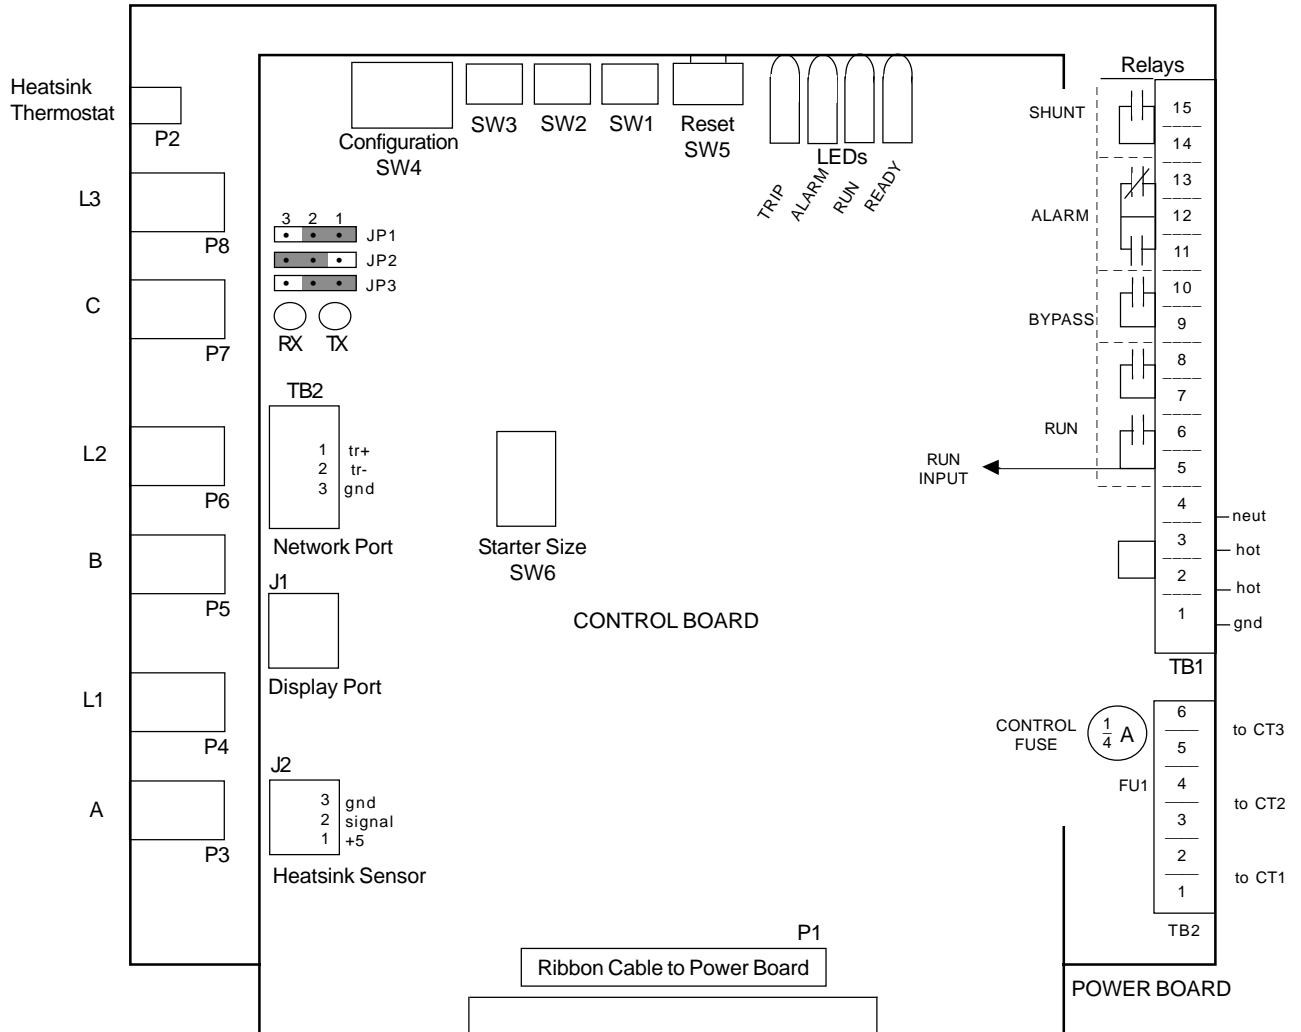 Heatsink
Thermostat
P2
L3
P8
C
P7
L2
P6
B
P5
L1
P4
A
P3
Configuration
SW4
SW3
SW2
SW1
Reset
SW5
LEDs
TRIP
ALARM
RUN
READY
3 2 1
JP1
JP2
JP3
RX TX
TB2
1 tr+
2 tr-
3 gnd
Network Port
J1
Display Port
J2
3 gnd
2 signal
1 +5
Heatsink Sensor
Starter Size
SW6
CONTROL BOARD
P1
Ribbon Cable to Power Board
Relays
SHUNT
ALARM
BYPASS
RUN
RUN
INPUT
15
14
13
12
11
10
9
8
7
6
5
4
3
2
1
neut
hot
hot
gnd
TB1
CONTROL
FUSE
1/4 A
FU1
6
5
4
3
2
1
to CT3
to CT2
to CT1
TB2
POWER BOARD